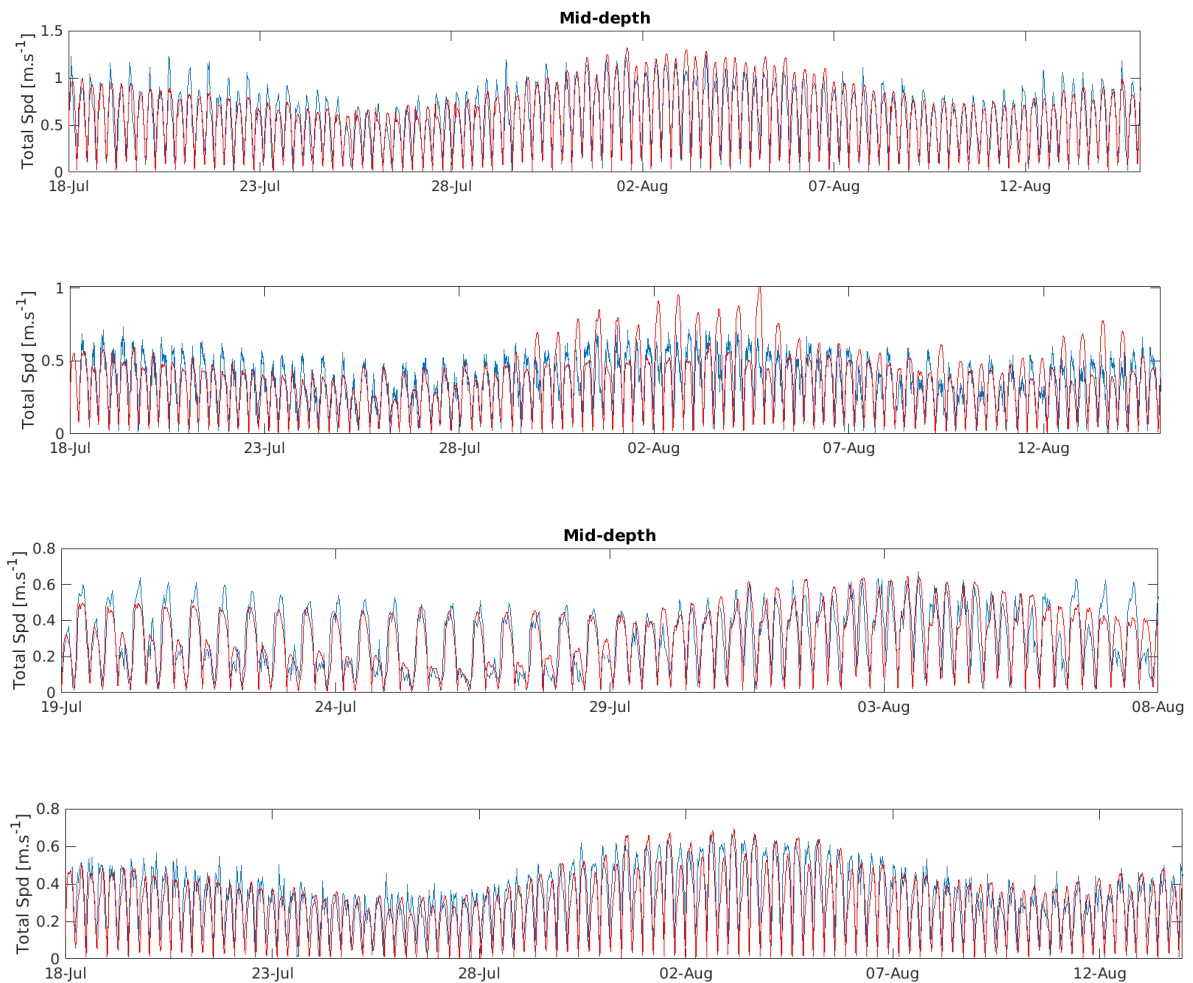 Mid-depth
Total Spd [m.s⁻¹]
1.5
1
0.5
0
18-Jul 23-Jul 28-Jul 02-Aug 07-Aug 12-Aug
Total Spd [m.s⁻¹]
1
0.5
0
18-Jul 23-Jul 28-Jul 02-Aug 07-Aug 12-Aug
Mid-depth
Total Spd [m.s⁻¹]
0.8
0.6
0.4
0.2
0
19-Jul 24-Jul 29-Jul 03-Aug 08-Aug
Total Spd [m.s⁻¹]
0.8
0.6
0.4
0.2
0
18-Jul 23-Jul 28-Jul 02-Aug 07-Aug 12-Aug